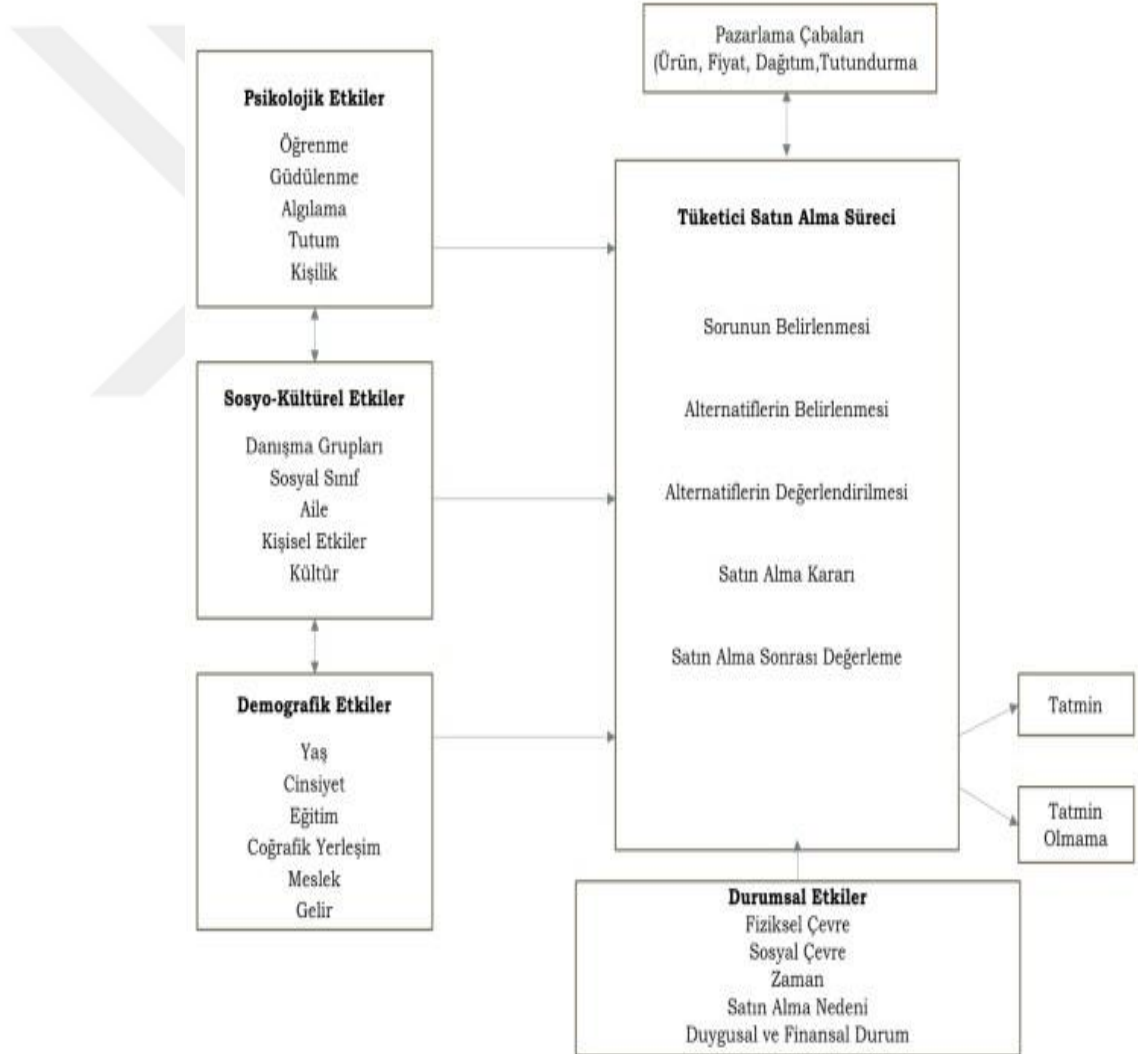 Pazarlama Çabaları
(Ürün, Fiyat, Dağıtım,Tutundurma
Psikolojik Etkiler
Öğrenme
Güdülenme
Algılama
Tutum
Kişilik
Sosyo-Kültürel Etkiler
Danışma Grupları
Sosyal Sınıf
Aile
Kişisel Etkiler
Kültür
Demografik Etkiler
Yaş
Cinsiyet
Eğitim
Coğrafik Yerleşim
Meslek
Gelir
Tüketici Satın Alma Süreci
Sorunun Belirlenmesi
Alternatiflerin Belirlenmesi
Alternatiflerin Değerlendirilmesi
Satın Alma Kararı
Satın Alma Sonrası Değerleme
Tatmin
Tatmin
Olmama
Durumsal Etkiler
Fiziksel Çevre
Sosyal Çevre
Zaman
Satın Alma Nedeni
Duygusal ve Finansal Durum